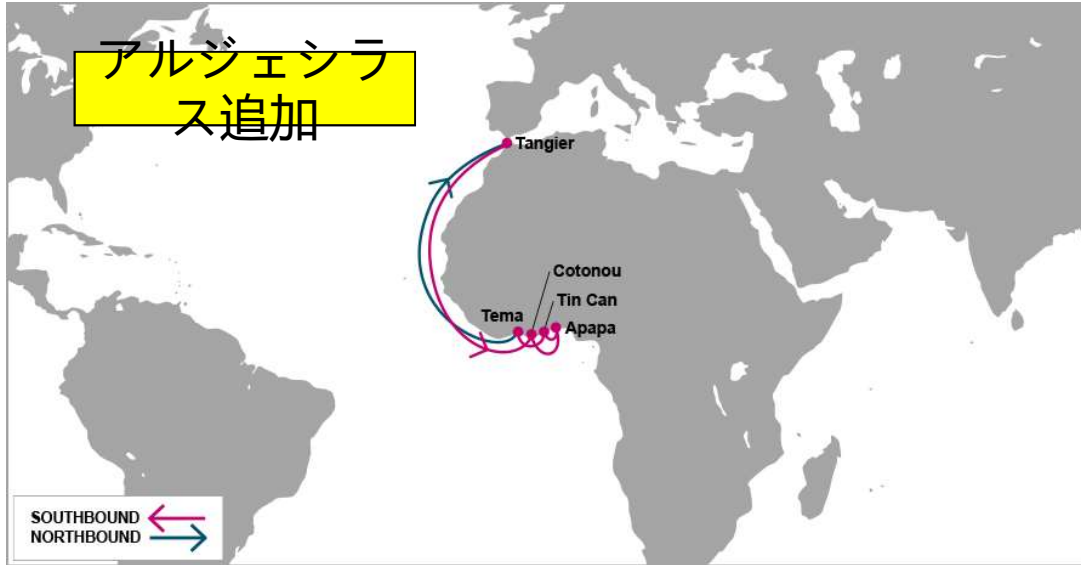 アルジェシラ
ス追加
Tangier
Cotonou
Tin Can
Tema
Apapa
SOUTHBOUND
NORTHBOUND